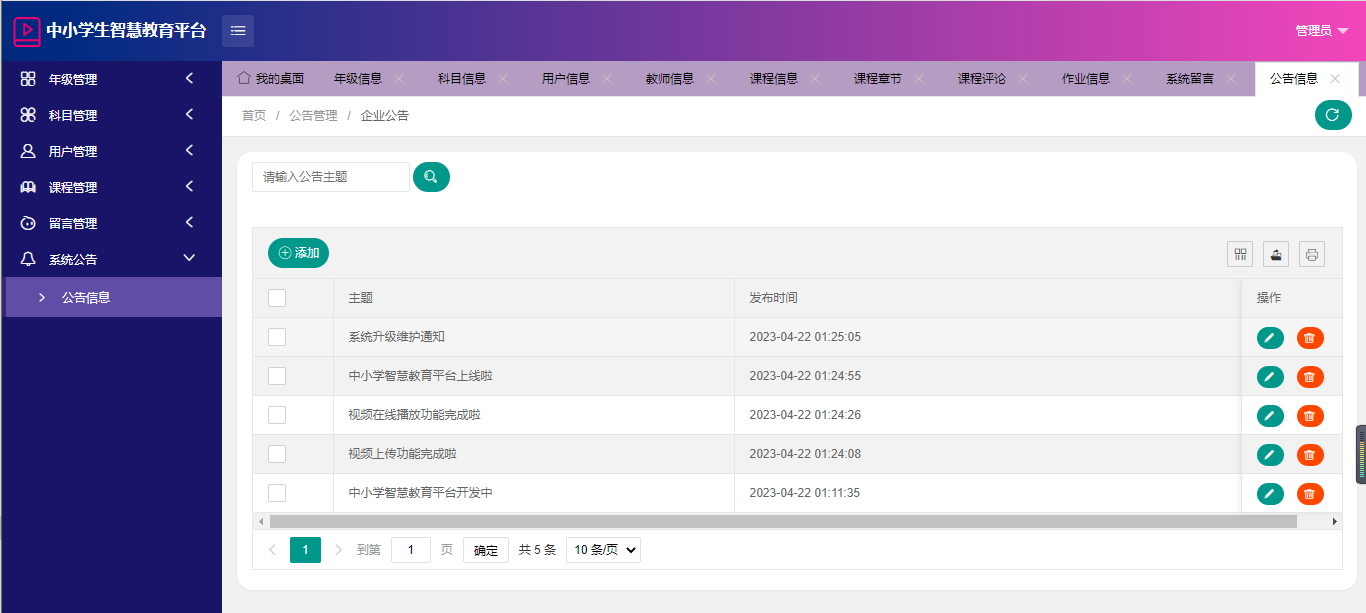 中小学生智慧教育平台
管理员
年级管理
科目管理
用户管理
课程管理
留言管理
系统公告
公告信息
我的桌面 年级信息 科目信息 用户信息 教师信息 课程信息 课程章节 课程评论 作业信息 系统留言 公告信息
首页 / 公告管理 / 企业公告
请输入公告主题
添加
主题 发布时间 操作
系统升级维护通知 2023-04-22 01:25:05
中小学智慧教育平台上线啦 2023-04-22 01:24:55
视频在线播放功能完成啦 2023-04-22 01:24:26
视频上传功能完成啦 2023-04-22 01:24:08
中小学智慧教育平台开发中 2023-04-22 01:11:35
1 到第 1 页 确定 共 5 条 10 条/页